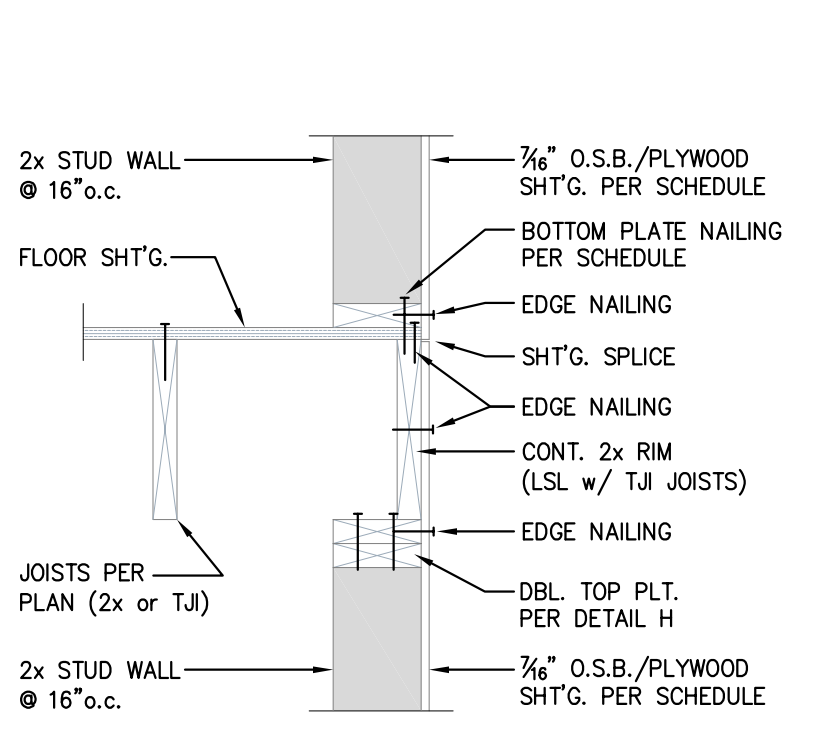 2x STUD WALL
@ 16"o.c.
FLOOR SHT'G.
JOISTS PER
PLAN (2x or TJI)
2x STUD WALL
@ 16"o.c.
7/16" O.S.B./PLYWOOD
SHT'G. PER SCHEDULE
BOTTOM PLATE NAILING
PER SCHEDULE
EDGE NAILING
SHT'G. SPLICE
EDGE NAILING
CONT. 2x RIM
(LSL w/ TJI JOISTS)
EDGE NAILING
DBL. TOP PLT.
PER DETAIL H
7/16" O.S.B./PLYWOOD
SHT'G. PER SCHEDULE